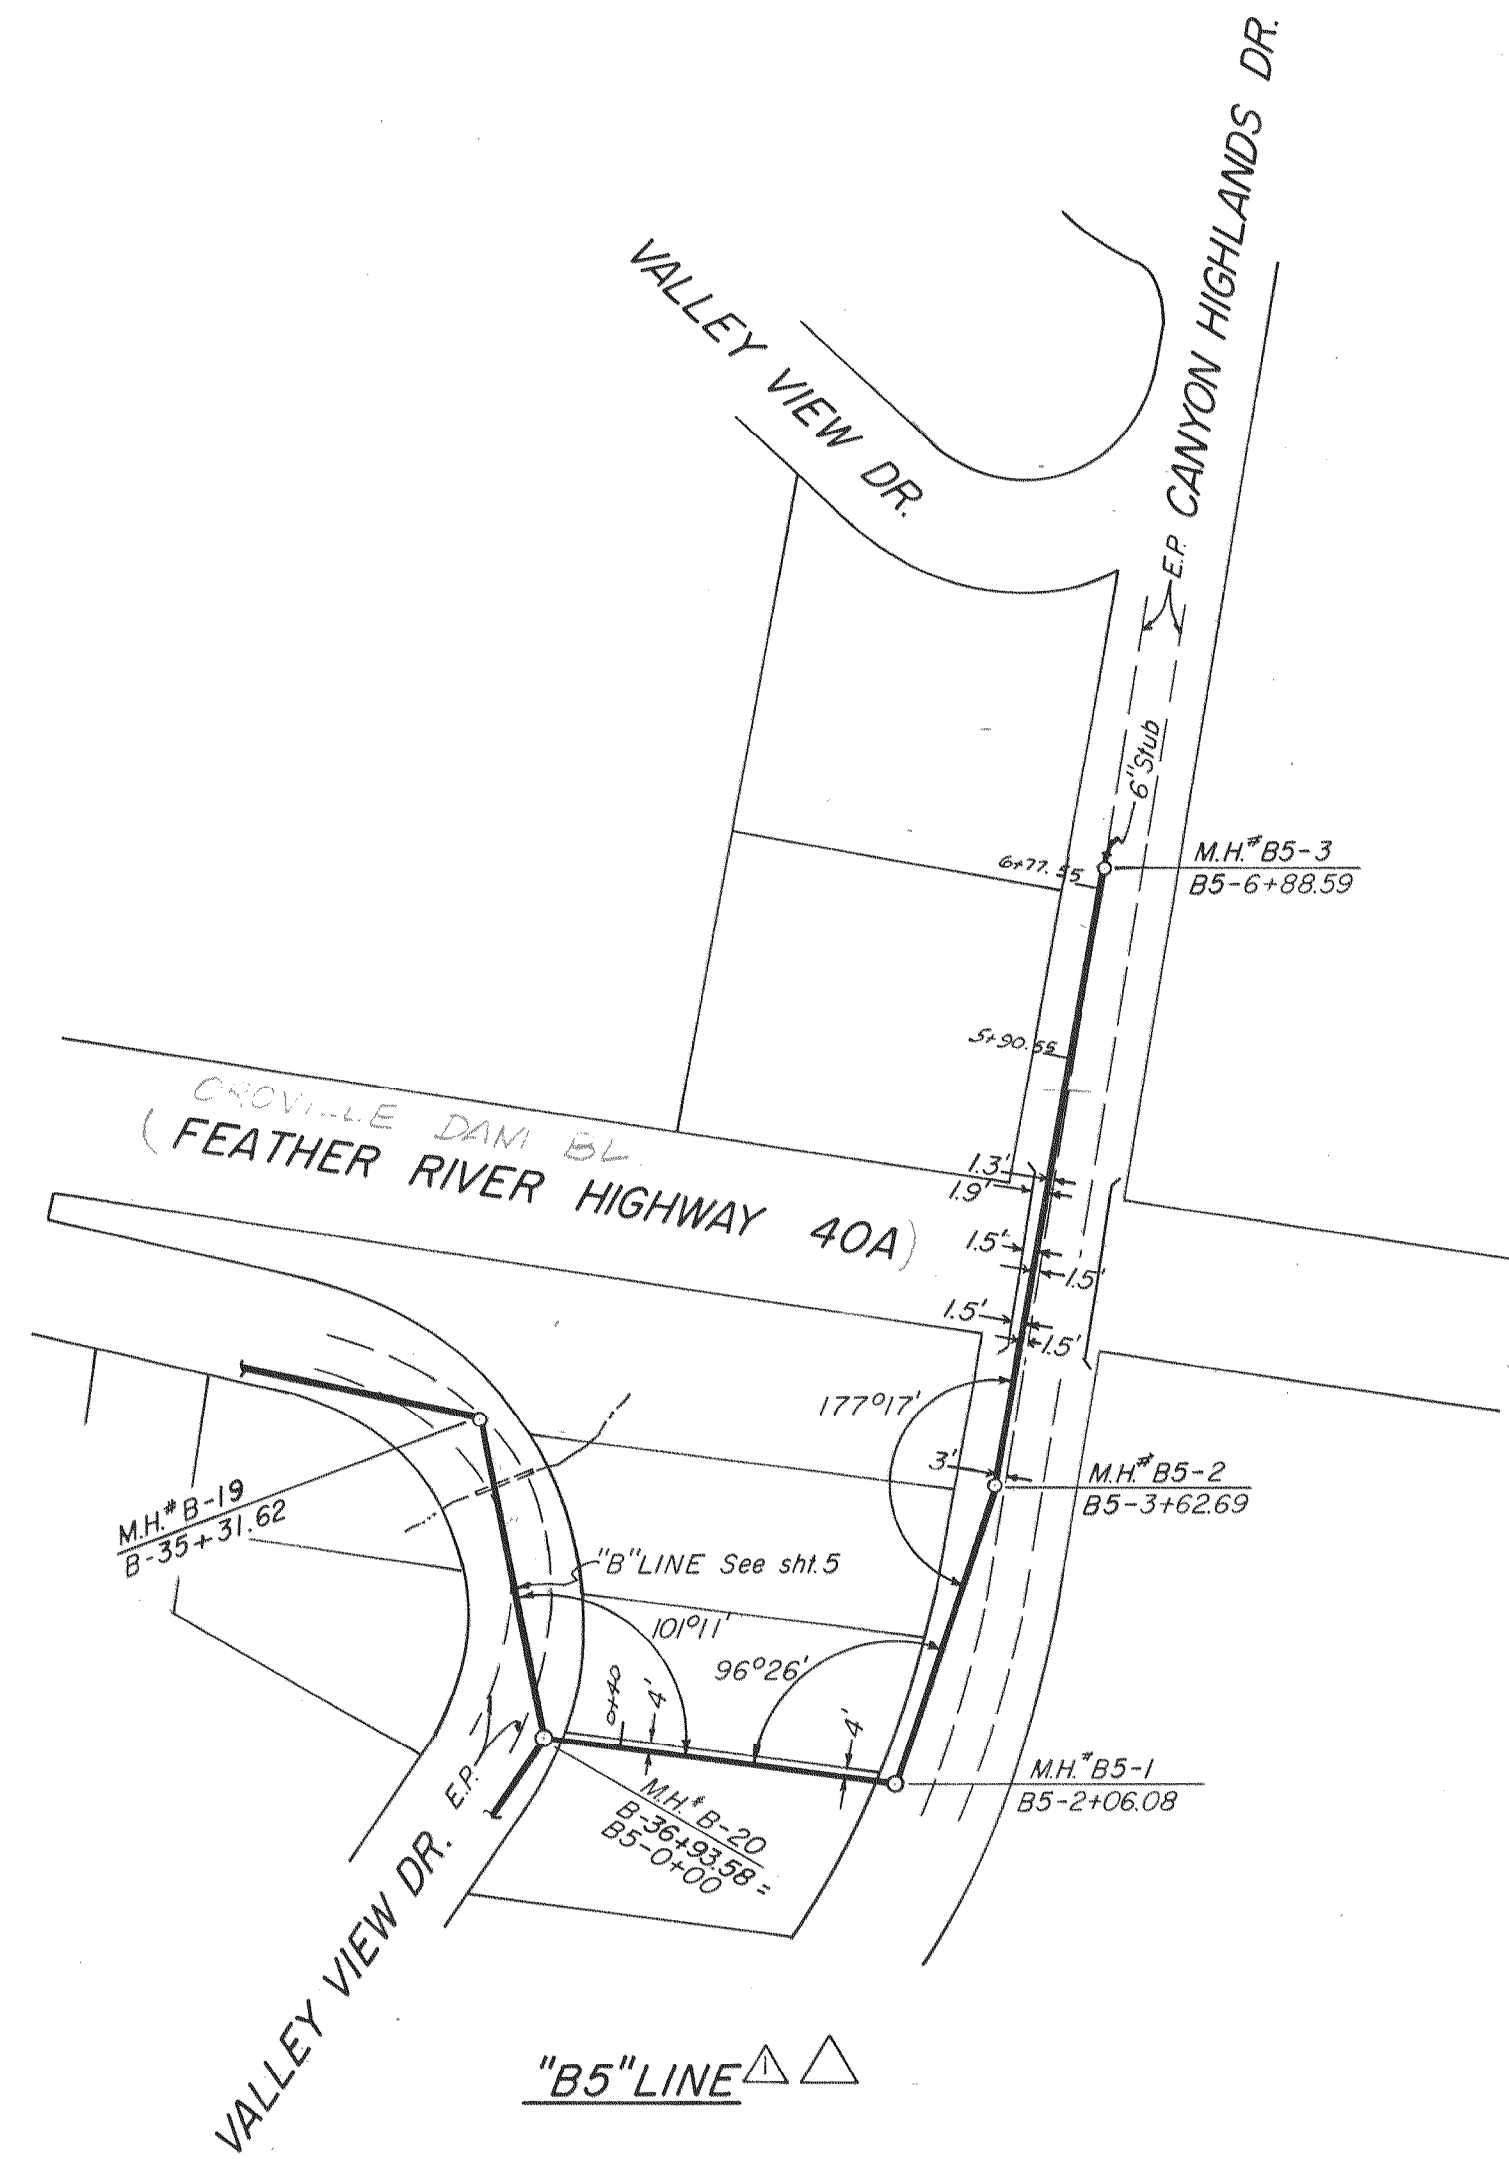 CANYON HIGHLANDS DR.
VALLEY VIEW DR.
E.P.
6" Stub
M.H.# B5-3
B5-6+88.59
6+77.55
5+90.55
OROVILLE DAM BL.
(FEATHER RIVER HIGHWAY 40A)
1.3'
1.9'
1.5'
1.5'
1.5'
1.5'
177°17'
3'
M.H.# B5-2
B5-3+62.69
M.H.# B-19
B-35+31.62
"B" LINE See sht. 5
101°11'
96°26'
0+40
4'
4'
E.P.
M.H.# B5-1
B5-2+06.08
M.H.# B-20
B-36+93.58 =
B5-0+00
VALLEY VIEW DR.
"B5" LINE
1